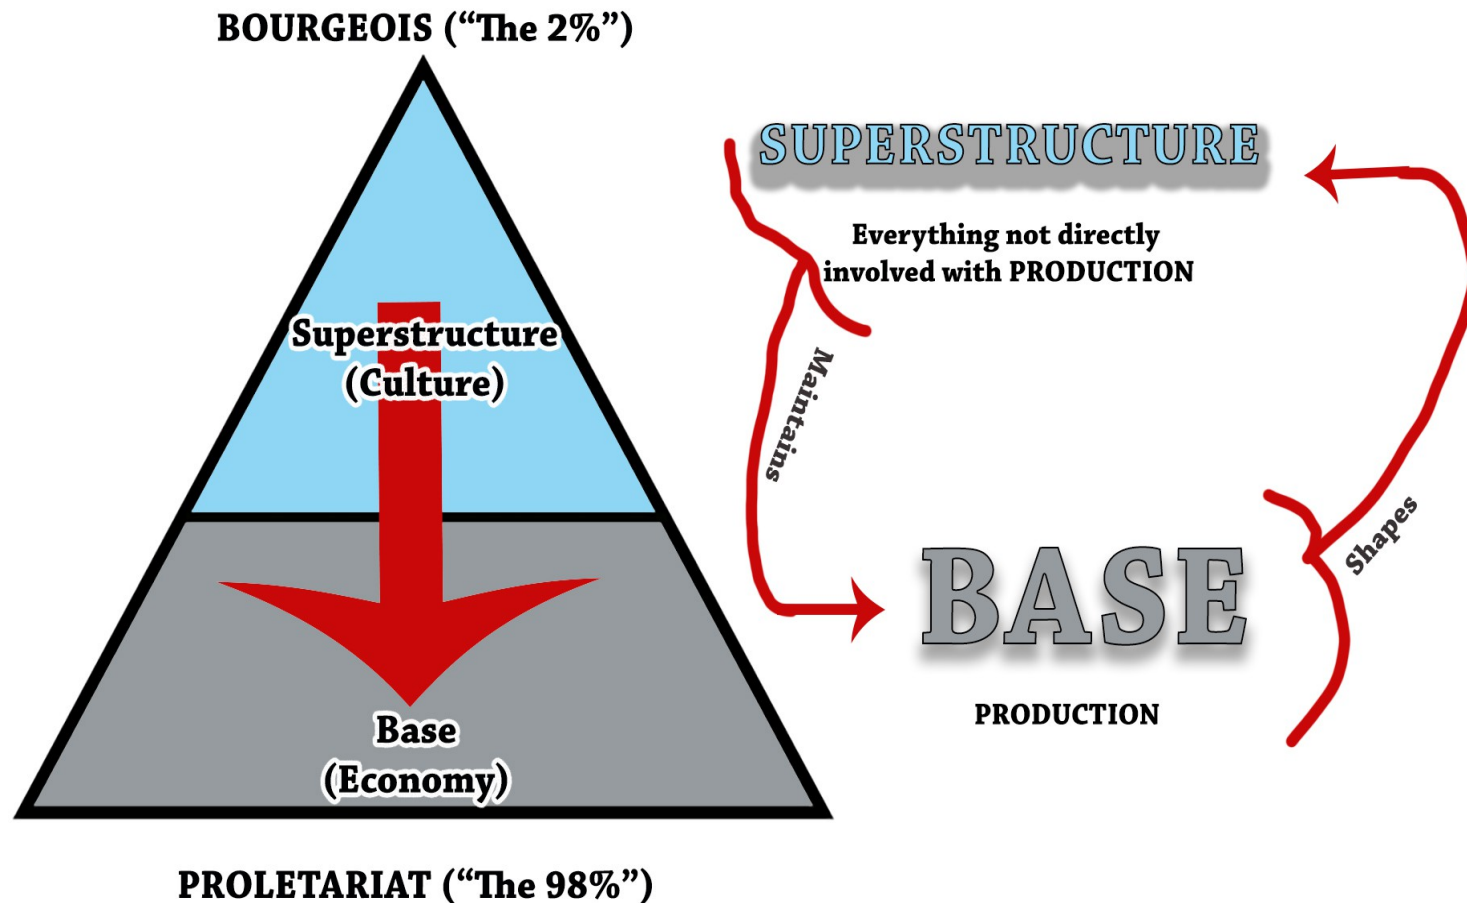 BOURGEOIS (“The 2%”)
Superstructure
(Culture)
Base
(Economy)
PROLETARIAT (“The 98%”)
SUPERSTRUCTURE
Everything not directly
involved with PRODUCTION
Maintains
BASE
PRODUCTION
Shapes